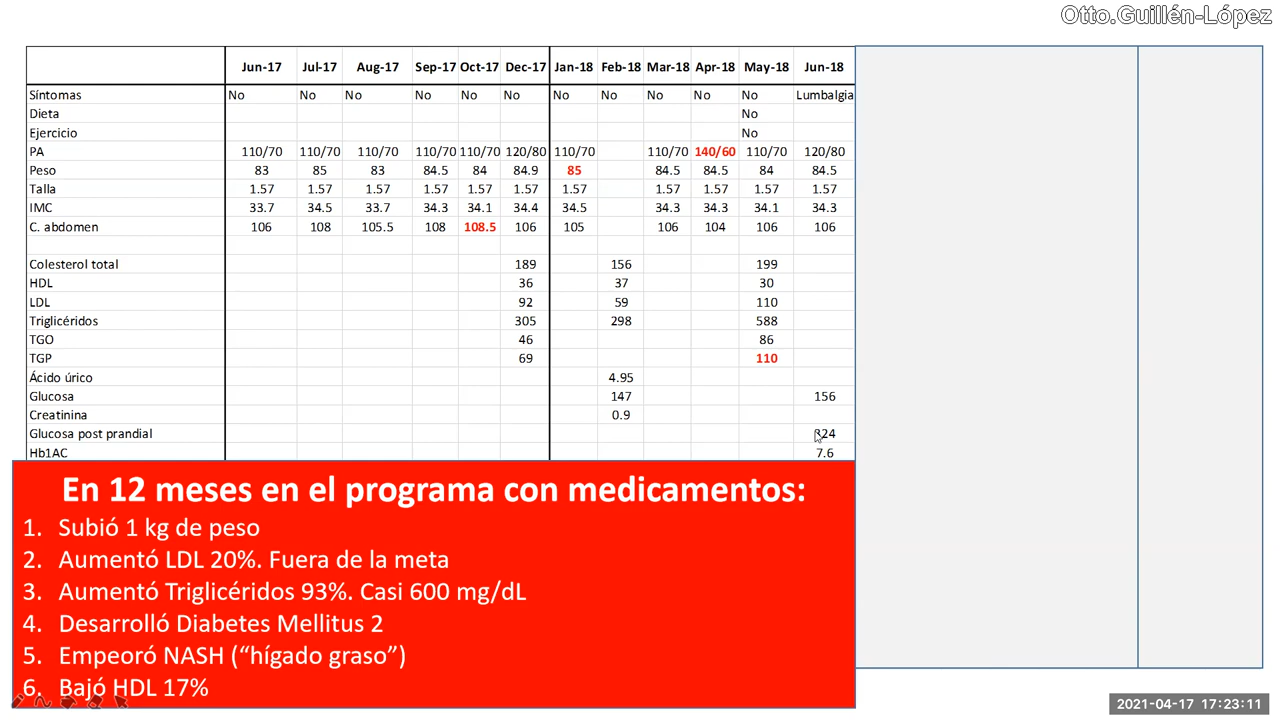 Otto.Guillén-López
Jun-17 Jul-17 Aug-17 Sep-17 Oct-17 Dec-17 Jan-18 Feb-18 Mar-18 Apr-18 May-18 Jun-18
Síntomas No No No No No No No No No No No Lumbalgia
Dieta No
Ejercicio No
PA 110/70 110/70 110/70 110/70 110/70 120/80 110/70 110/70 140/60 110/70 120/80
Peso 83 85 83 84.5 84 84.9 85 84.5 84.5 84 84.5
Talla 1.57 1.57 1.57 1.57 1.57 1.57 1.57 1.57 1.57 1.57 1.57
IMC 33.7 34.5 33.7 34.3 34.1 34.4 34.5 34.3 34.3 34.1 34.3
C. abdomen 106 108 105.5 108 108.5 106 105 106 104 106 106
Colesterol total 189 156 199
HDL 36 37 30
LDL 92 59 110
Triglicéridos 305 298 588
TGO 46 86
TGP 69 110
Ácido úrico 4.95
Glucosa 147 156
Creatinina 0.9
Glucosa post prandial
Hb1AC 7.6
En 12 meses en el programa con medicamentos:
1. Subió 1 kg de peso
2. Aumentó LDL 20%. Fuera de la meta
3. Aumentó Triglicéridos 93%. Casi 600 mg/dL
4. Desarrolló Diabetes Mellitus 2
5. Empeoró NASH (“hígado graso”)
6. Bajó HDL 17%
2021-04-17 17:23:11